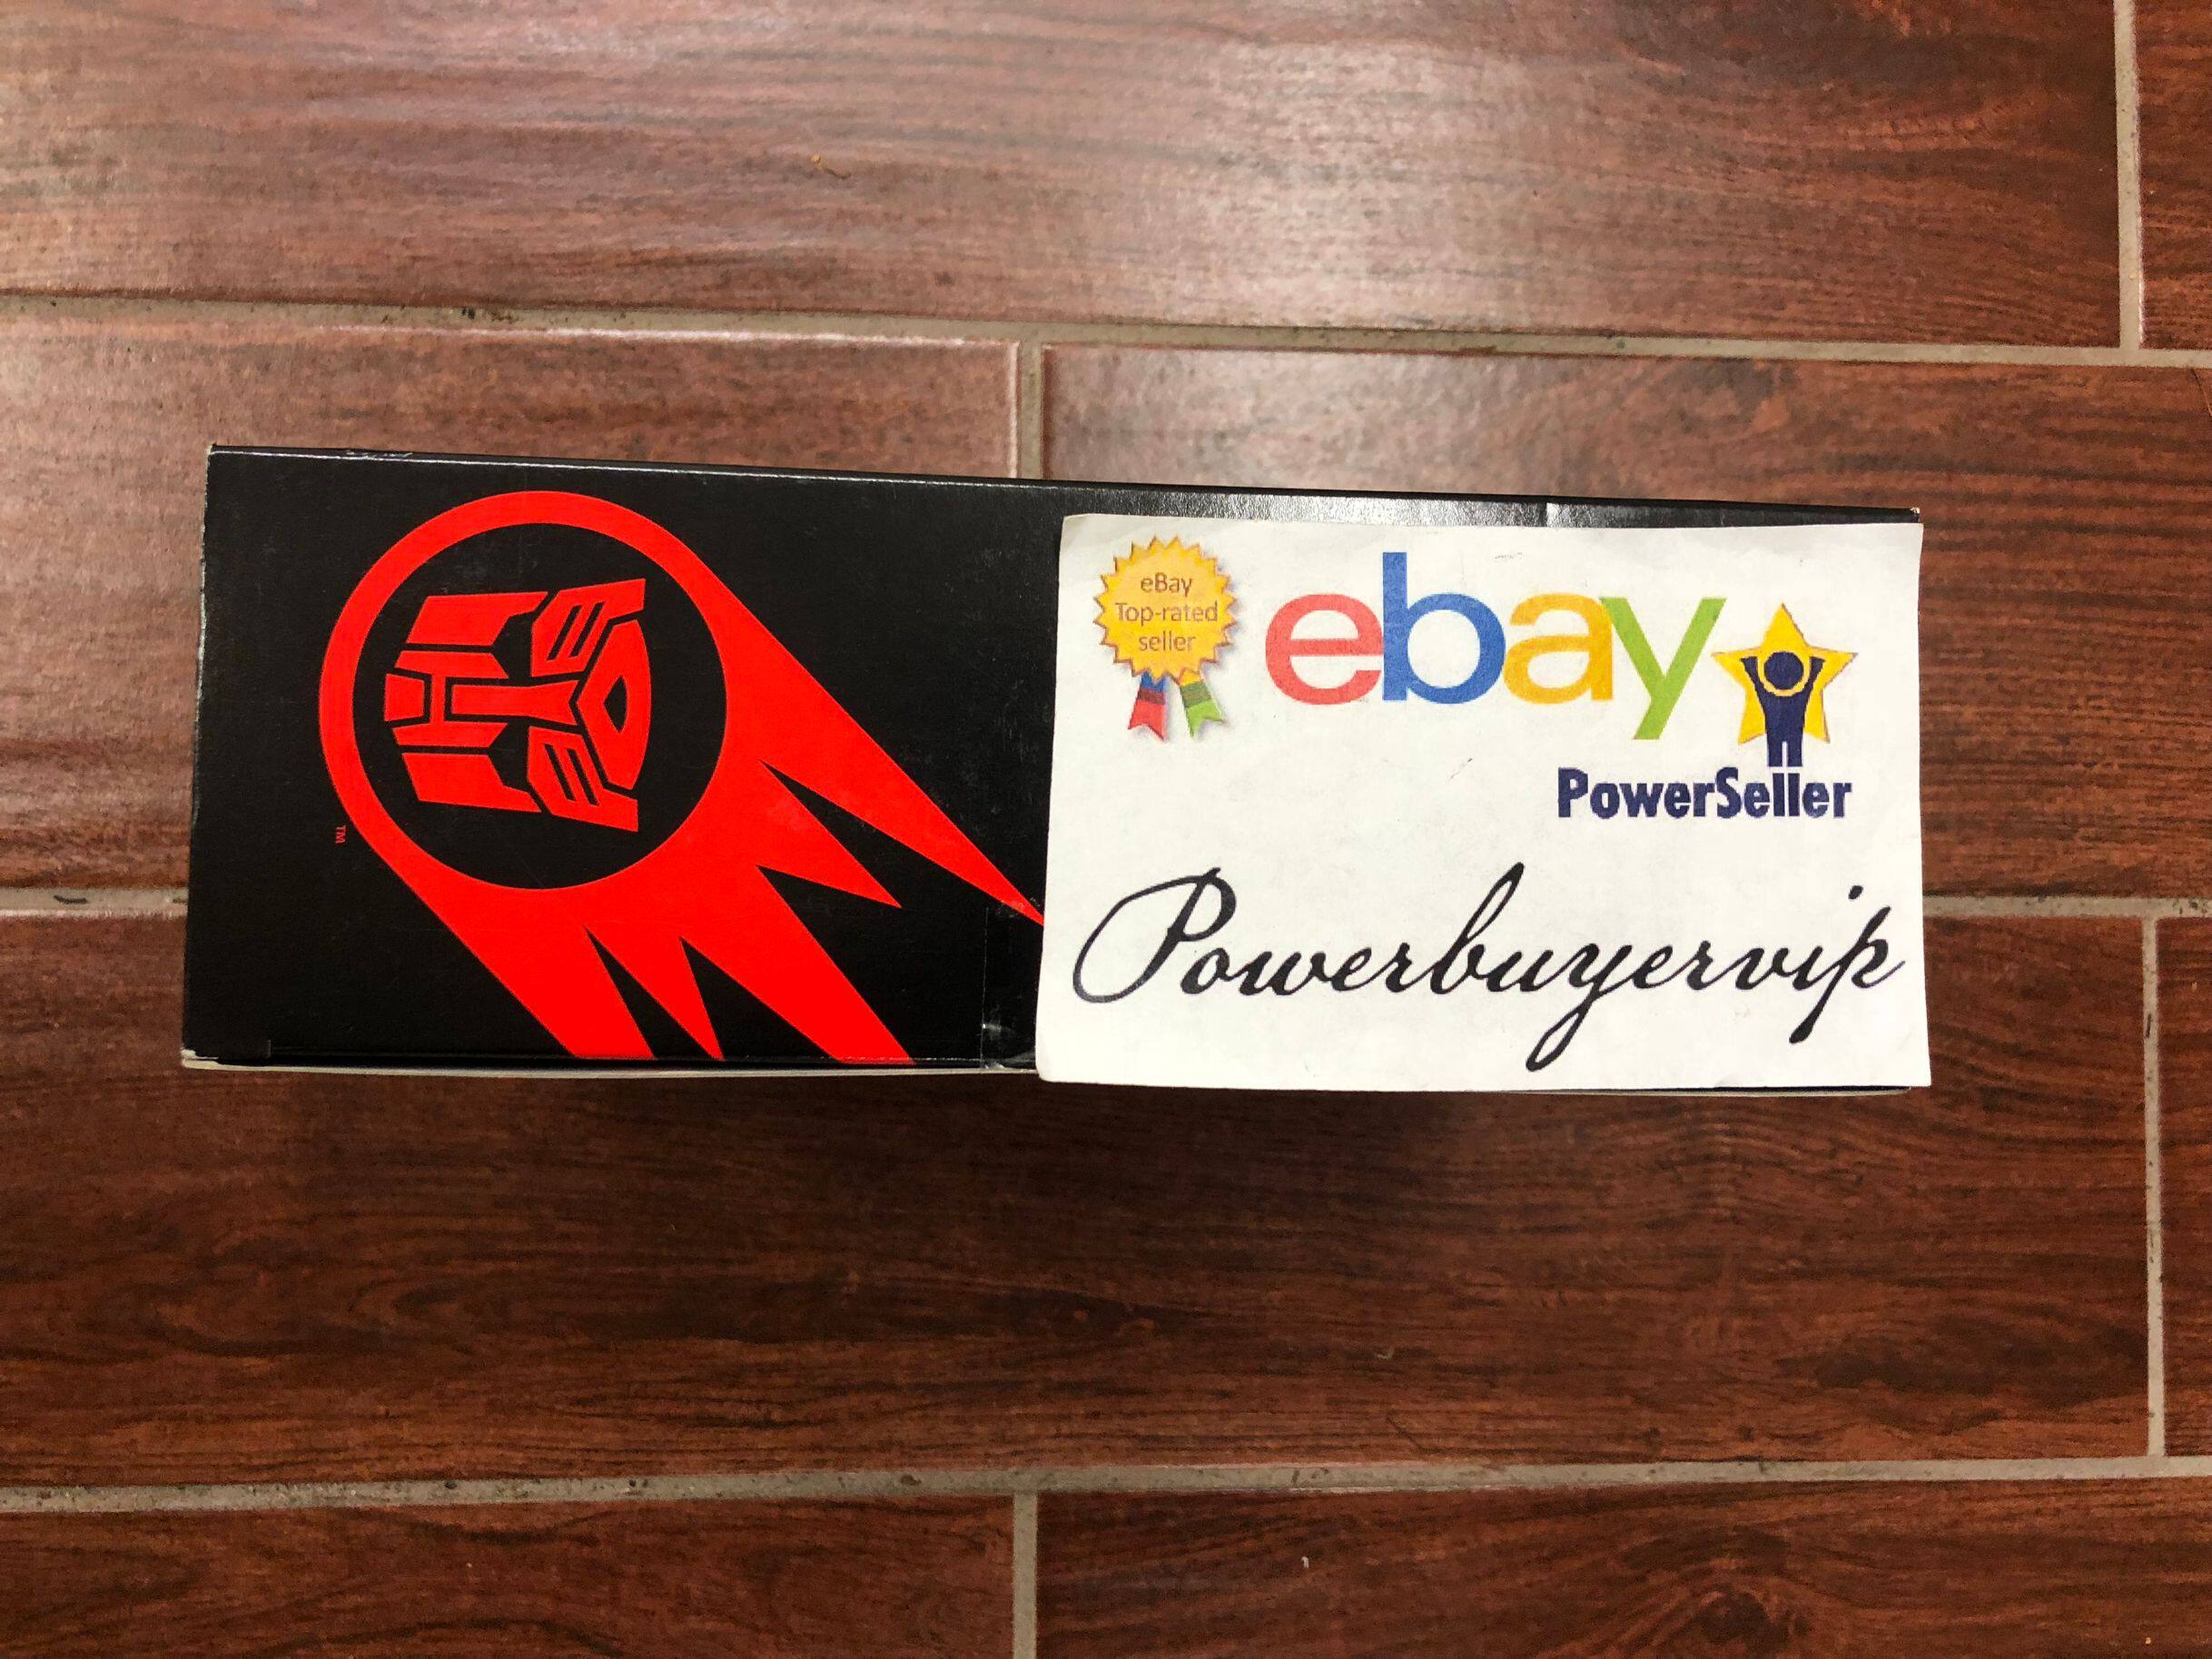 TM
eBay
Top-rated
seller
ebay
PowerSeller
Powerbuyervip